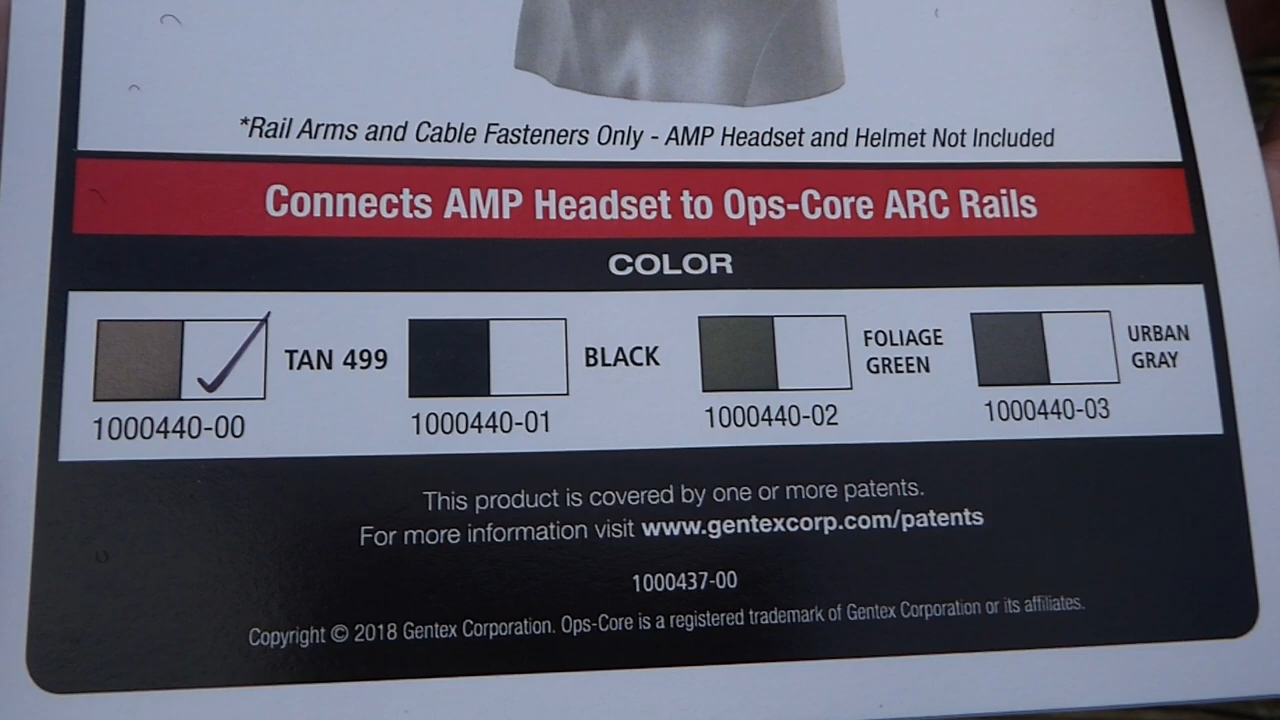 *Rail Arms and Cable Fasteners Only - AMP Headset and Helmet Not Included
Connects AMP Headset to Ops-Core ARC Rails
COLOR
TAN 499
1000440-00
BLACK
1000440-01
FOLIAGE
GREEN
1000440-02
URBAN
GRAY
1000440-03
This product is covered by one or more patents.
For more information visit www.gentexcorp.com/patents
1000437-00
Copyright © 2018 Gentex Corporation. Ops-Core is a registered trademark of Gentex Corporation or its affiliates.